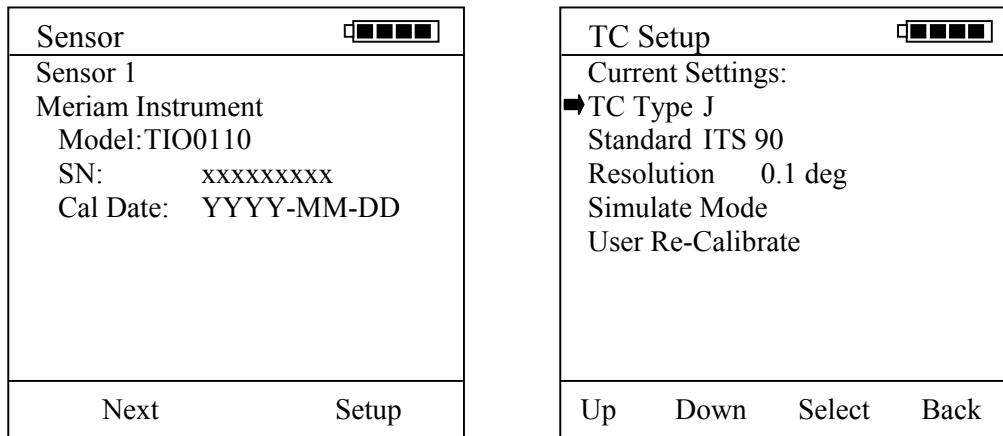 Sensor
Sensor 1
Meriam Instrument
Model:TIO0110
SN: xxxxxxxxx
Cal Date: YYYY-MM-DD
Next Setup
TC Setup
Current Settings:
TC Type J
Standard ITS 90
Resolution 0.1 deg
Simulate Mode
User Re-Calibrate
Up Down Select Back